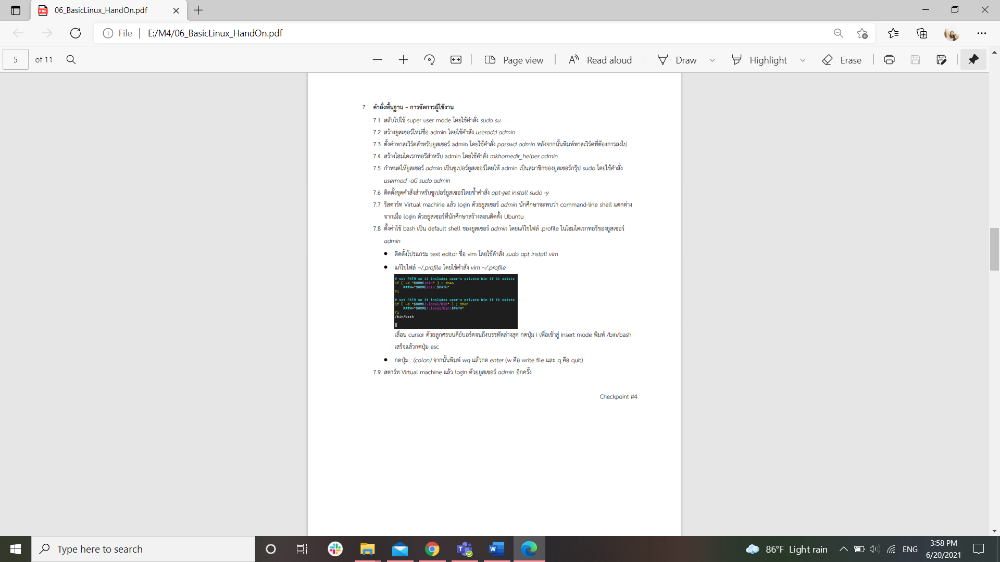 06_BasicLinux_HandOn.pdf
File
E:/M4/06_BasicLinux_HandOn.pdf
5 of 11
Page view
Read aloud
Draw
Highlight
Erase
7. คำสั่งพื้นฐาน – การจัดการผู้ใช้งาน
7.1 สลับไปใช้ super user mode โดยใช้คำสั่ง sudo su
7.2 สร้างยูสเซอร์ใหม่ชื่อ admin โดยใช้คำสั่ง useradd admin
7.3 ตั้งค่าพาสเวิร์ดสำหรับยูสเซอร์ admin โดยใช้คำสั่ง passwd admin หลังจากนั้นพิมพ์พาสเวิร์ดที่ต้องการลงไป
7.4 สร้างโฮมไดเรกทอรีสำหรับ admin โดยใช้คำสั่ง mkhomedir_helper admin
7.5 กำหนดให้ยูสเซอร์ admin เป็นซูเปอร์ยูสเซอร์โดยให้ admin เป็นสมาชิกของยูสเซอร์กรุ๊ป sudo โดยใช้คำสั่ง
usermod -aG sudo admin
7.6 ติดตั้งชุดคำสั่งสำหรับซูเปอร์ยูสเซอร์โดยซ้ำคำสั่ง apt-get install sudo -y
7.7 รีสตาร์ท Virtual machine แล้ว login ด้วยยูสเซอร์ admin นักศึกษาจะพบว่า command-line shell แตกต่าง
จากเมื่อ login ด้วยยูสเซอร์ที่นักศึกษาสร้างตอนติดตั้ง Ubuntu
7.8 ตั้งค่าใช้ bash เป็น default shell ของยูสเซอร์ admin โดยแก้ไขไฟล์ .profile ในโฮมไดเรกทอรีของยูสเซอร์
admin
● ติดตั้งโปรแกรม text editor ชื่อ vim โดยใช้คำสั่ง sudo apt install vim
● แก้ไขไฟล์ ~/.profile โดยใช้คำสั่ง vim ~/.profile
# set PATH so it includes user's private bin if it exists
if [ -d "$HOME/bin" ] ; then
PATH="$HOME/bin:$PATH"
fi
# set PATH so it includes user's private bin if it exists
if [ -d "$HOME/.local/bin" ] ; then
PATH="$HOME/.local/bin:$PATH"
fi
/bin/bash
เลื่อน cursor ด้วยลูกศรบนคีย์บอร์ดจนถึงบรรทัดล่างสุด กดปุ่ม i เพื่อเข้าสู่ insert mode พิมพ์ /bin/bash
เสร็จแล้วกดปุ่ม esc
● กดปุ่ม : (colon) จากนั้นพิมพ์ wq แล้วกด enter (w คือ write file และ q คือ quit)
7.9 สตาร์ท Virtual machine แล้ว login ด้วยยูสเซอร์ admin อีกครั้ง
Checkpoint #4
Type here to search
86°F Light rain
ENG
3:58 PM
6/20/2021